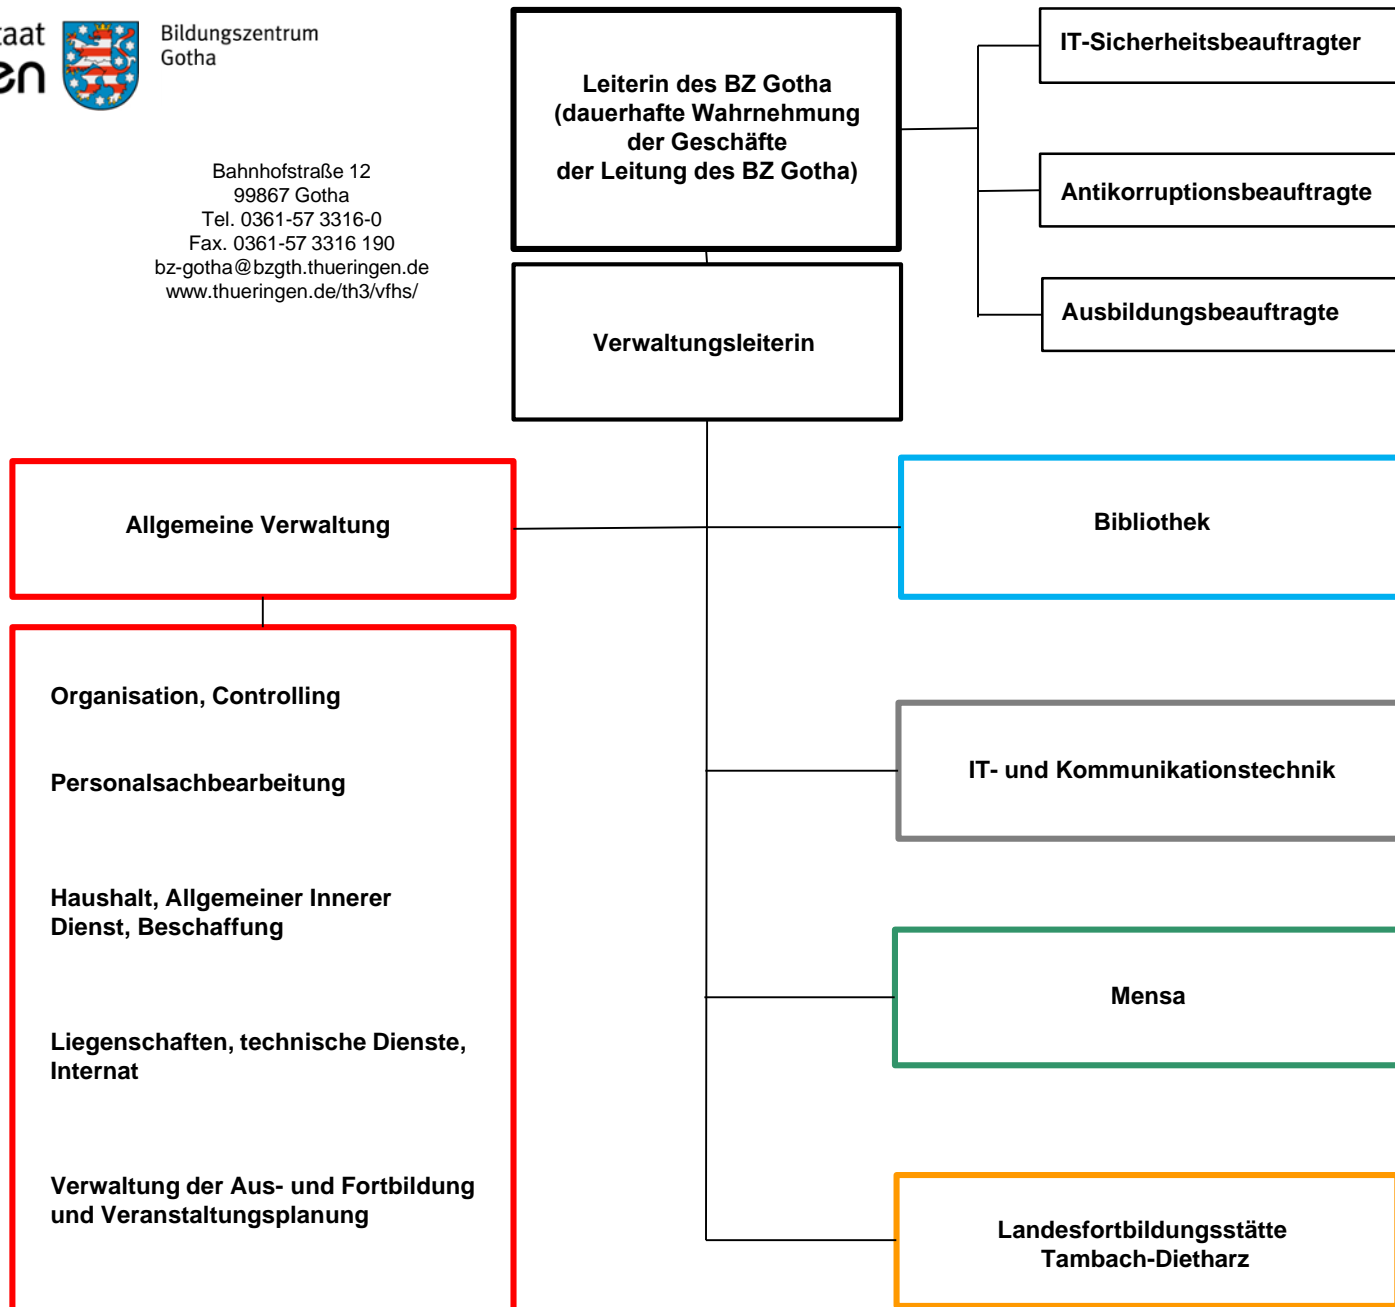 taat
en
Bildungszentrum
Gotha
Bahnhofstraße 12
99867 Gotha
Tel. 0361-57 3316-0
Fax. 0361-57 3316 190
bz-gotha@bzgth.thueringen.de
www.thueringen.de/th3/vfhs/
Leiterin des BZ Gotha
(dauerhafte Wahrnehmung
der Geschäfte
der Leitung des BZ Gotha)
IT-Sicherheitsbeauftragter
Antikorruptionsbeauftragte
Ausbildungsbeauftragte
Verwaltungsleiterin
Allgemeine Verwaltung
Bibliothek
Organisation, Controlling
Personalsachbearbeitung
Haushalt, Allgemeiner Innerer
Dienst, Beschaffung
Liegenschaften, technische Dienste,
Internat
Verwaltung der Aus- und Fortbildung
und Veranstaltungsplanung
IT- und Kommunikationstechnik
Mensa
Landesfortbildungsstätte
Tambach-Dietharz